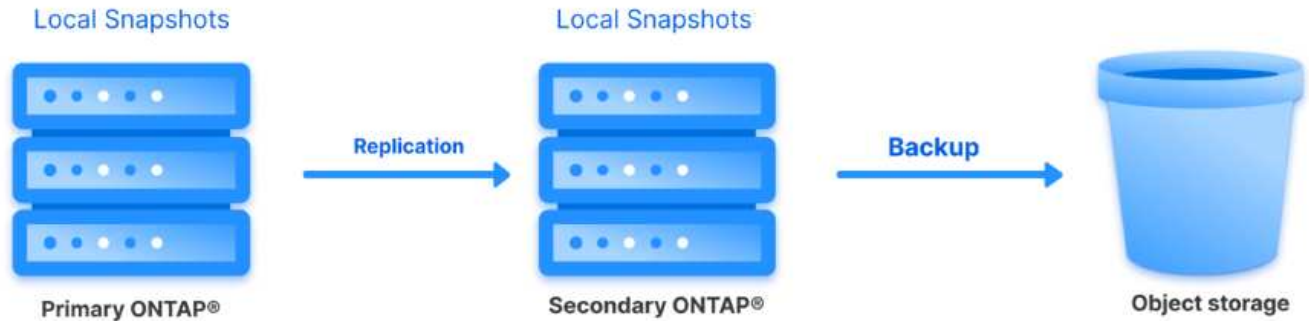 Local Snapshots
Local Snapshots
Replication
Backup
Primary ONTAP®
Secondary ONTAP®
Object storage